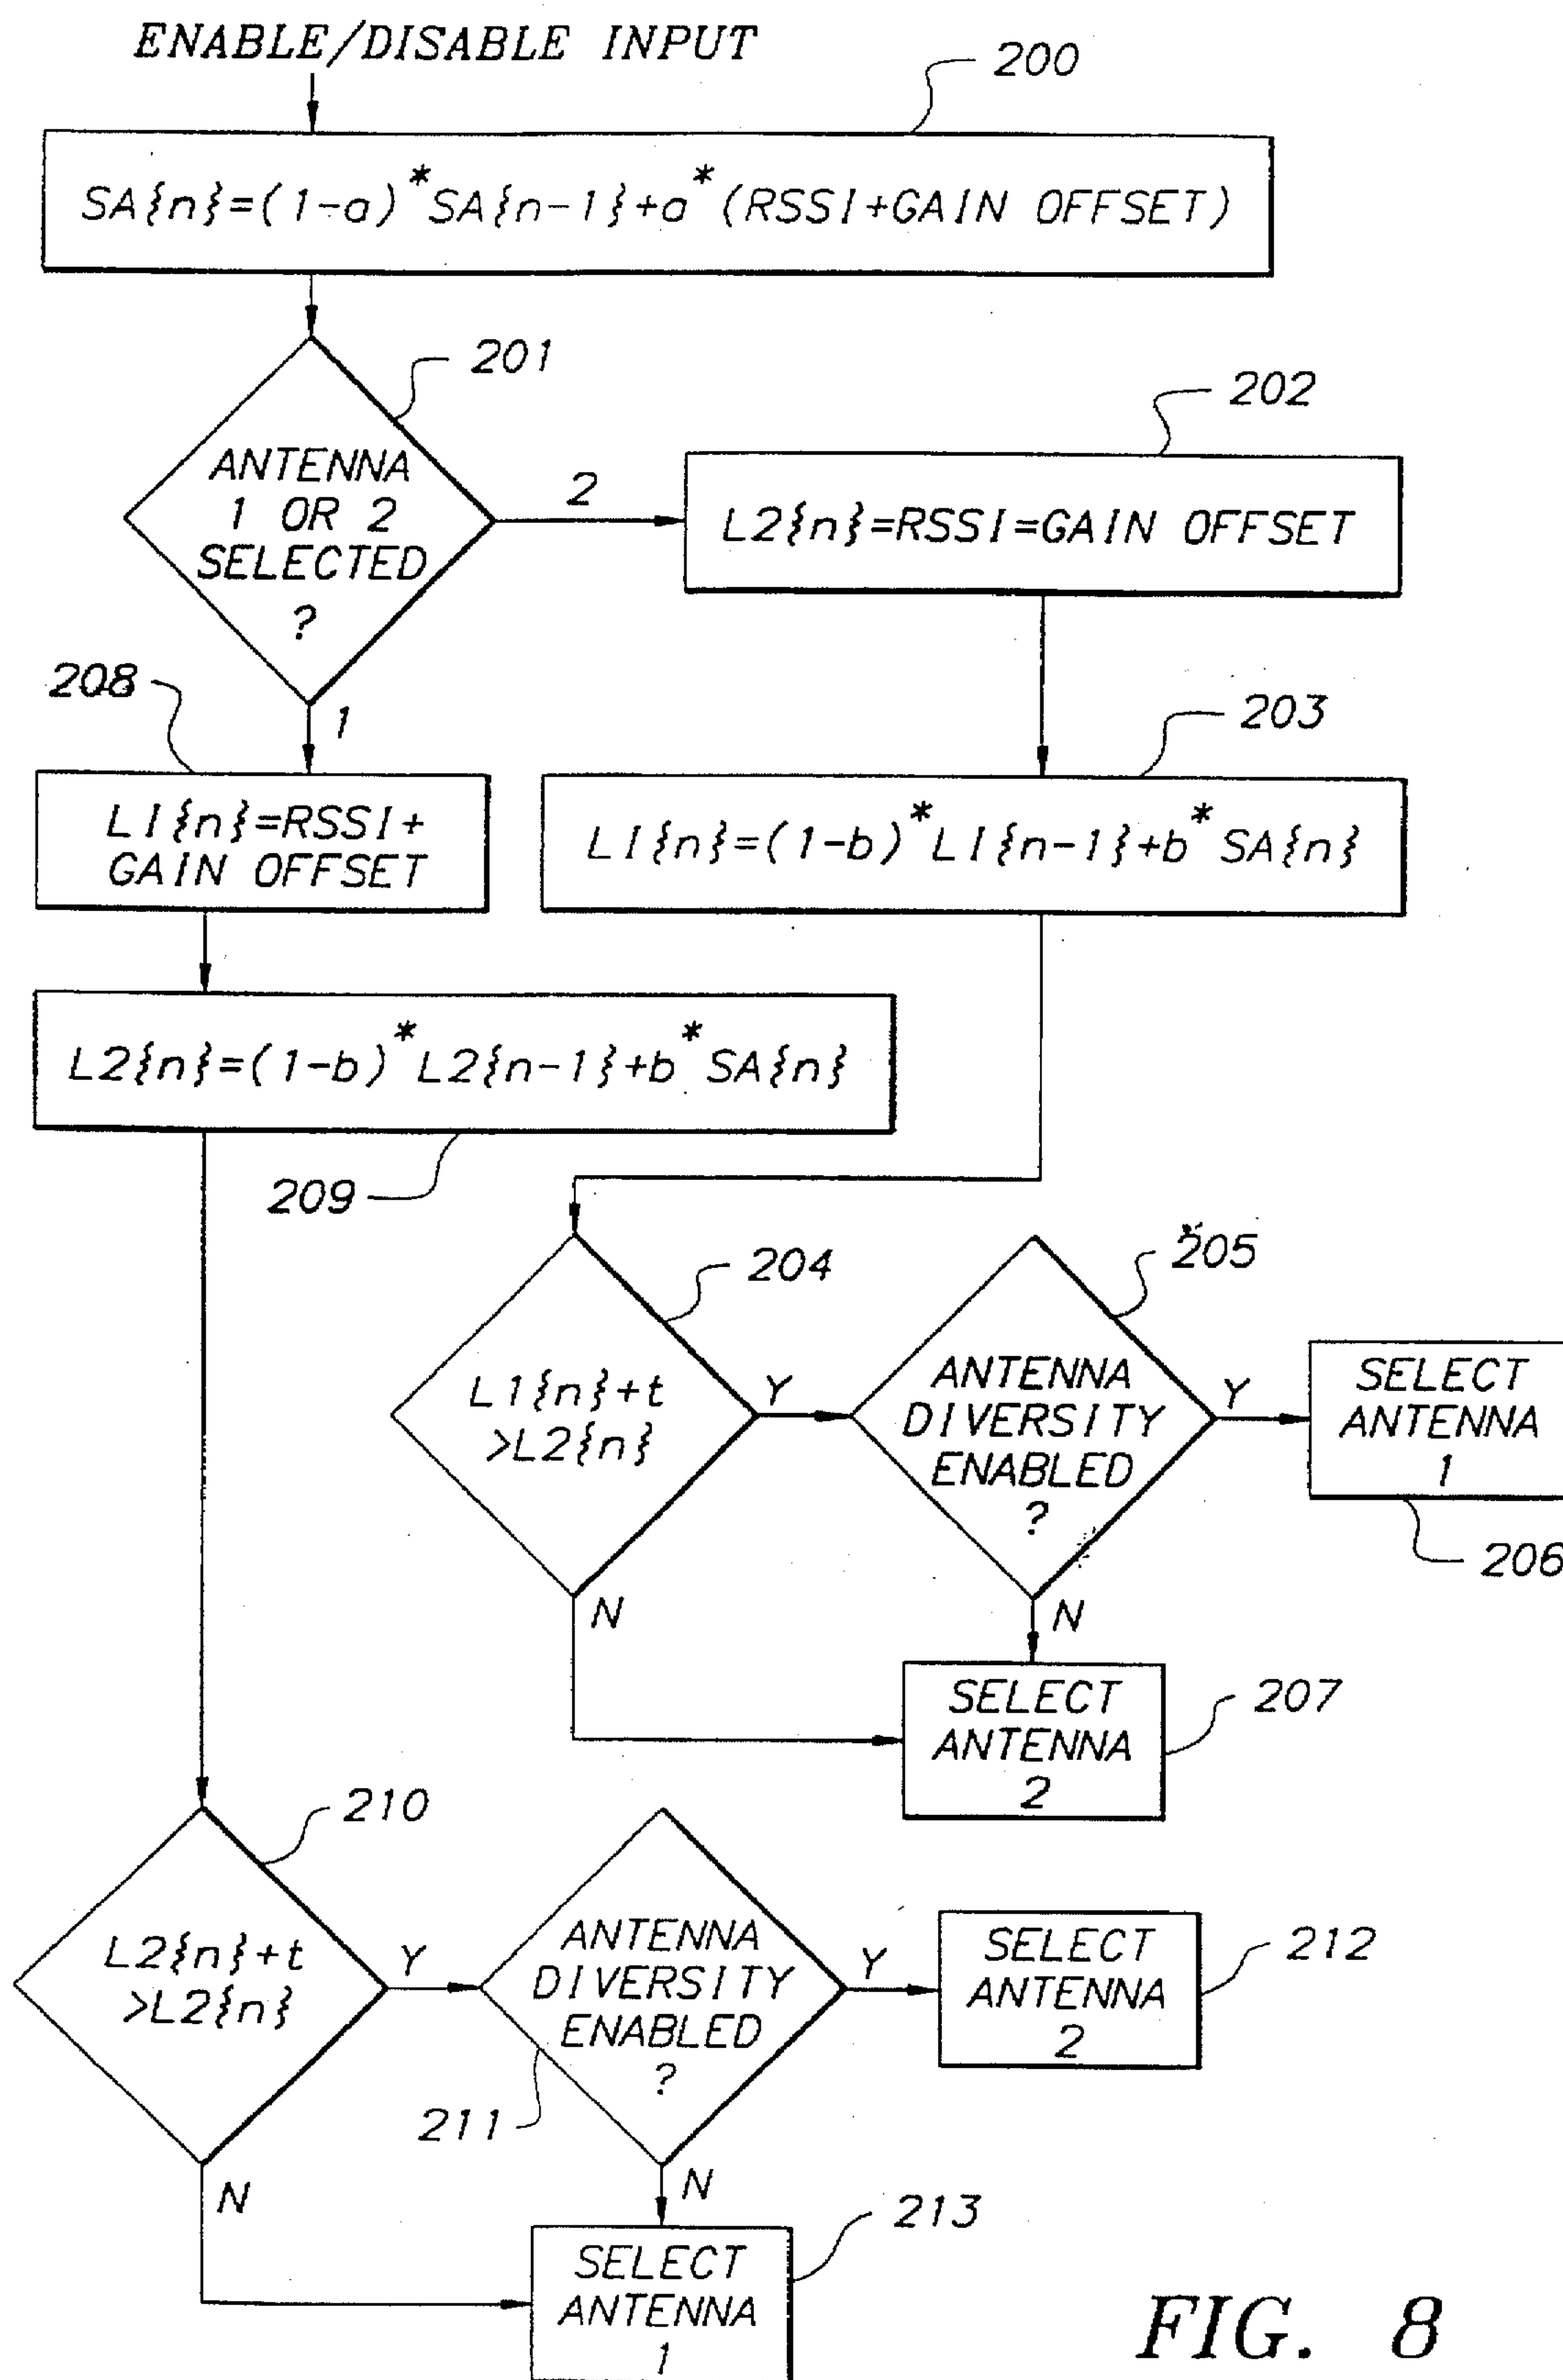 ENABLE/DISABLE INPUT
200
SA{n}=(1-a)*SA{n-1}+a*(RSSI+GAIN OFFSET)
201
ANTENNA
1 OR 2
SELECTED
?
2
202
L2{n}=RSSI=GAIN OFFSET
208
1
203
LI{n}=RSSI+
GAIN OFFSET
LI{n}=(1-b)*LI{n-1}+b*SA{n}
L2{n}=(1-b)*L2{n-1}+b*SA{n}
209
204
205
L1{n}+t
>L2{n}
Y
ANTENNA
DIVERSITY
ENABLED
?
Y
SELECT
ANTENNA
1
206
N
N
SELECT
ANTENNA
2
207
210
L2{n}+t
>L2{n}
Y
ANTENNA
DIVERSITY
ENABLED
?
211
Y
SELECT
ANTENNA
2
212
N
N
213
SELECT
ANTENNA
1
FIG. 8